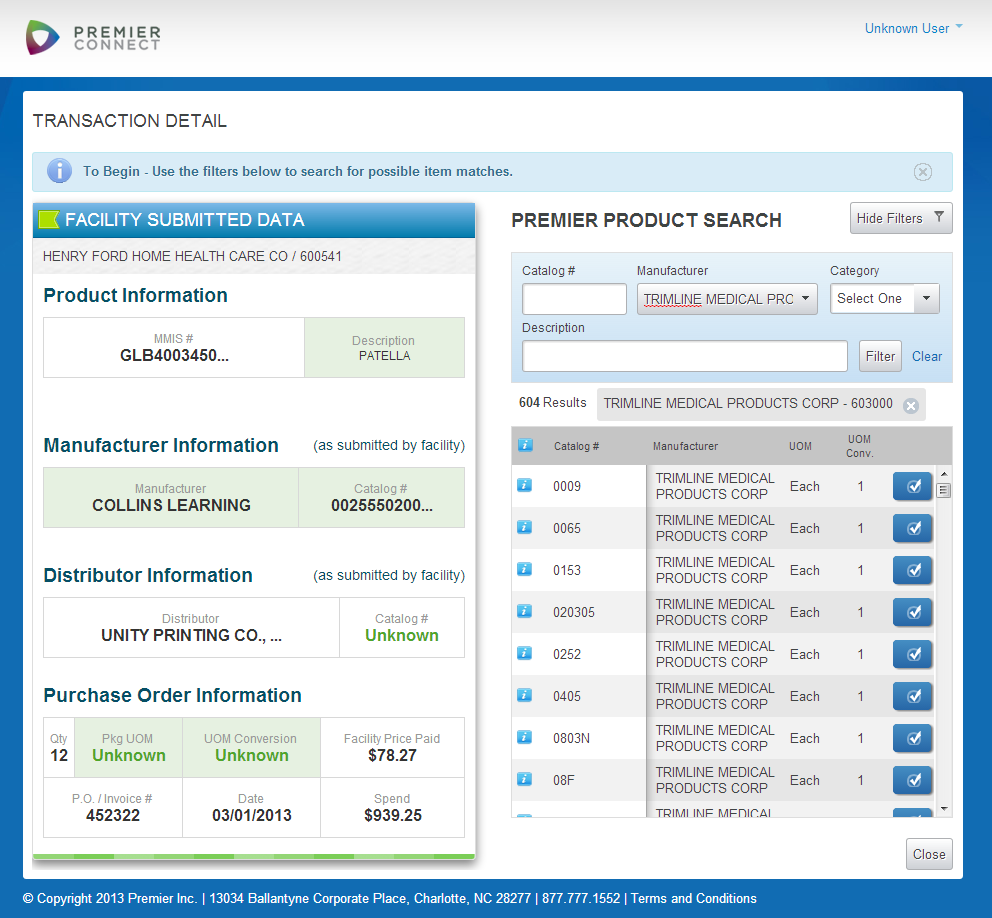 PREMIER
CONNECT
Unknown User
TRANSACTION DETAIL
To Begin - Use the filters below to search for possible item matches.
FACILITY SUBMITTED DATA
HENRY FORD HOME HEALTH CARE CO / 600541
Product Information
MMIS #
GLB4003450...
Description
PATELLA
Manufacturer Information (as submitted by facility)
Manufacturer
COLLINS LEARNING
Catalog #
0025550200...
Distributor Information (as submitted by facility)
Distributor
UNITY PRINTING CO., ...
Catalog #
Unknown
Purchase Order Information
Qty
12
Pkg UOM
Unknown
UOM Conversion
Unknown
Facility Price Paid
$78.27
P.O. / Invoice #
452322
Date
03/01/2013
Spend
$939.25
PREMIER PRODUCT SEARCH
Hide Filters
Catalog #
Manufacturer
TRIMLINE MEDICAL PRC
Category
Select One
Description
Filter
Clear
604 Results
TRIMLINE MEDICAL PRODUCTS CORP - 603000
Catalog # Manufacturer UOM UOM
Conv.
0009 TRIMLINE MEDICAL
PRODUCTS CORP Each 1
0065 TRIMLINE MEDICAL
PRODUCTS CORP Each 1
0153 TRIMLINE MEDICAL
PRODUCTS CORP Each 1
020305 TRIMLINE MEDICAL
PRODUCTS CORP Each 1
0252 TRIMLINE MEDICAL
PRODUCTS CORP Each 1
0405 TRIMLINE MEDICAL
PRODUCTS CORP Each 1
0803N TRIMLINE MEDICAL
PRODUCTS CORP Each 1
08F TRIMLINE MEDICAL
PRODUCTS CORP Each 1
TRIMLINE MEDICAL
Close
© Copyright 2013 Premier Inc. | 13034 Ballantyne Corporate Place, Charlotte, NC 28277 | 877.777.1552 | Terms and Conditions